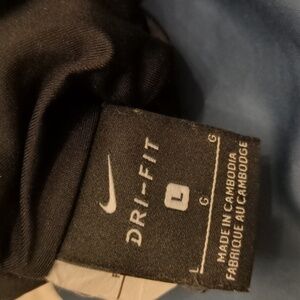 DRI-FIT
L
L G G
MADE IN CAMBODIA
FABRIQUÉ AU CAMBODGE